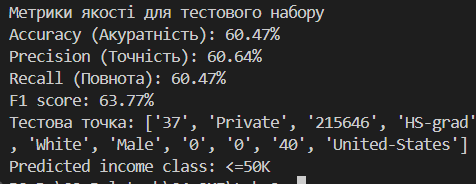 Метрики якості для тестового набору
Accuracy (Акуратність): 60.47%
Precision (Точність): 60.64%
Recall (Повнота): 60.47%
F1 score: 63.77%
Тестова точка: ['37', 'Private', '215646', 'HS-grad'
, 'White', 'Male', '0', '0', '40', 'United-States']
Predicted income class: <=50K